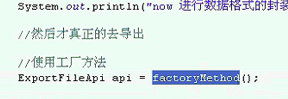 System.out.println("now 进行数据格式的封装
//然后才真正的去导出
//使用工厂方法
ExportFileApi api = factoryMethod();